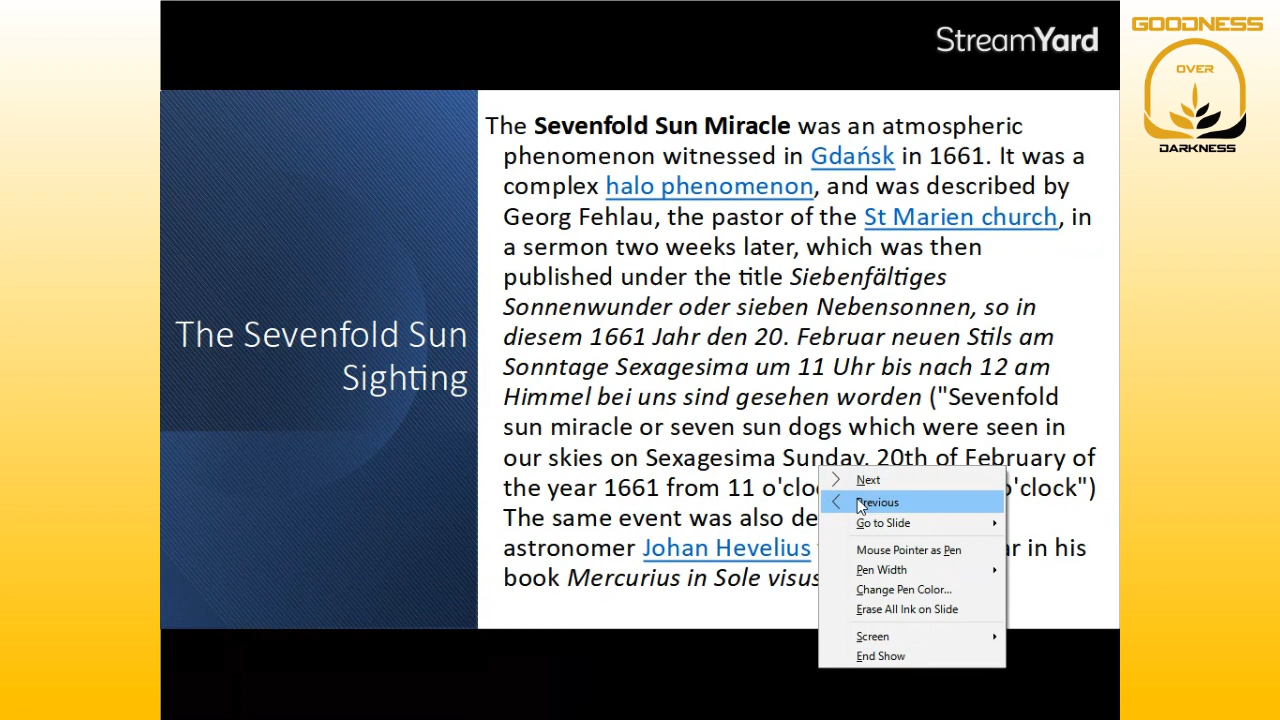 StreamYard
GOODNESS
OVER
DARKNESS
The Sevenfold Sun
Sighting
The Sevenfold Sun Miracle was an atmospheric
phenomenon witnessed in Gdańsk in 1661. It was a
complex halo phenomenon, and was described by
Georg Fehlau, the pastor of the St Marien church, in
a sermon two weeks later, which was then
published under the title Siebenfältiges
Sonnenwunder oder sieben Nebensonnen, so in
diesem 1661 Jahr den 20. Februar neuen Stils am
Sonntage Sexagesima um 11 Uhr bis nach 12 am
Himmel bei uns sind gesehen worden ("Sevenfold
sun miracle or seven sun dogs which were seen in
our skies on Sexagesima Sunday, 20th of February of
the year 1661 from 11 o'clo o'clock")
The same event was also de
astronomer Johan Hevelius in his
book Mercurius in Sole visus
Next
Previous
Go to Slide
Mouse Pointer as Pen
Pen Width
Change Pen Color...
Erase All Ink on Slide
Screen
End Show